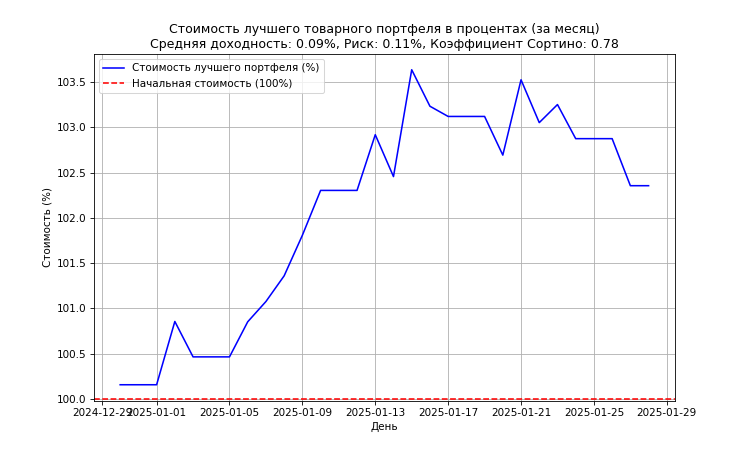 Стоимость лучшего товарного портфеля в процентах (за месяц)
Средняя доходность: 0.09%, Риск: 0.11%, Коэффициент Сортино: 0.78
Стоимость лучшего портфеля (%)
Начальная стоимость (100%)
Стоимость (%)
103.5
103.0
102.5
102.0
101.5
101.0
100.5
100.0
2024-12-29
2025-01-01
2025-01-05
2025-01-09
2025-01-13
2025-01-17
2025-01-21
2025-01-25
2025-01-29
День